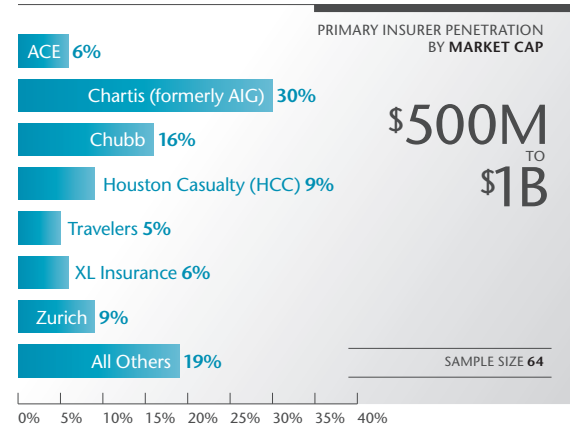 PRIMARY INSURER PENETRATION
BY MARKET CAP
$500M
TO
$1B
ACE 6%
Chartis (formerly AIG) 30%
Chubb 16%
Houston Casualty (HCC) 9%
Travelers 5%
XL Insurance 6%
Zurich 9%
All Others 19%
SAMPLE SIZE 64
0% 5% 10% 15% 20% 25% 30% 35% 40%